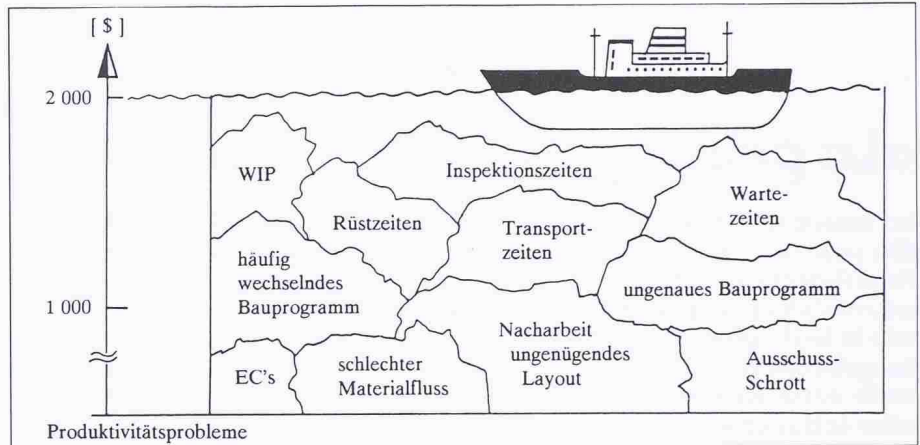 [ $ ]
2 000
WIP
Inspektionszeiten
Rüstzeiten
Transport-
zeiten
Warte-
zeiten
häufig
wechselndes
Bauprogramm
ungenaues Bauprogramm
1 000
EC's
schlechter
Materialfluss
Nacharbeit
ungenügendes
Layout
Ausschuss-
Schrott
Produktivitätsprobleme